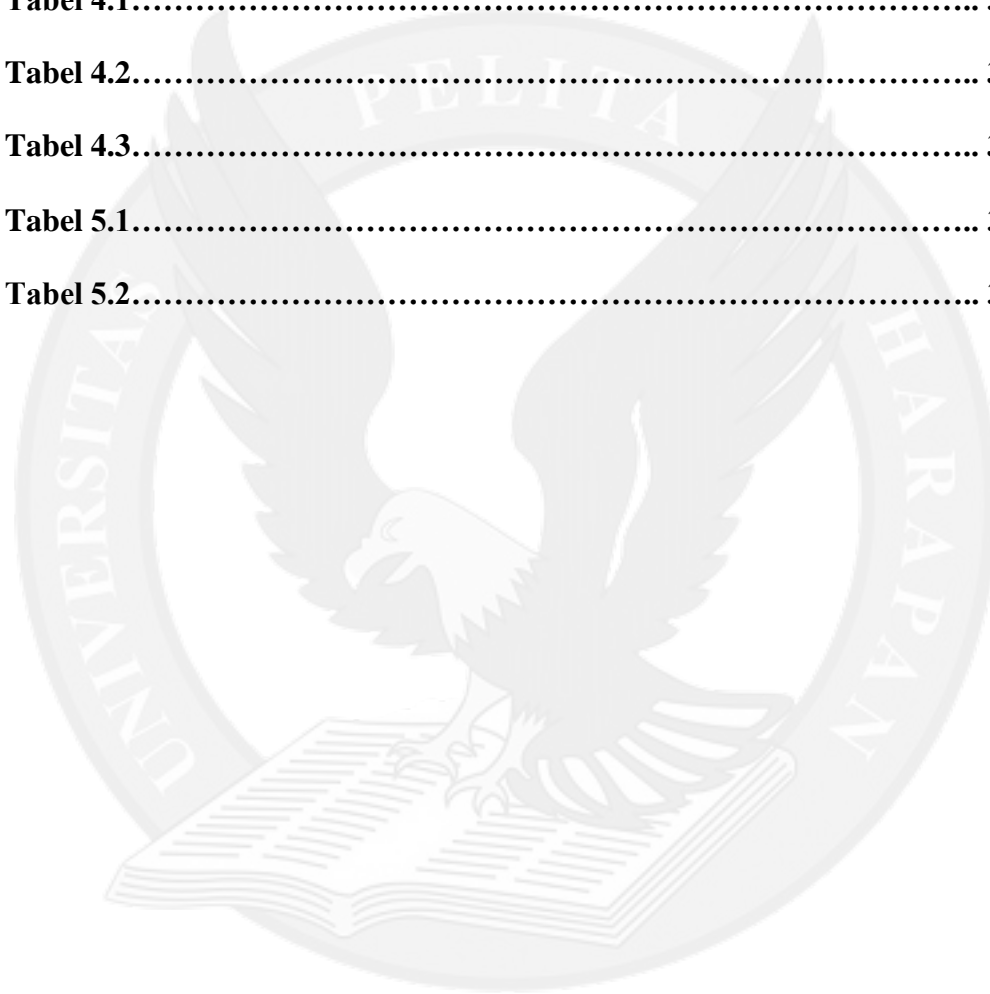 Tabel 4.1……………………………………………………………………..
Tabel 4.2……………………………………………………………………..
Tabel 4.3……………………………………………………………………..
Tabel 5.1……………………………………………………………………..
Tabel 5.2……………………………………………………………………..
UNIVERSITAS PELITA HARAPAN